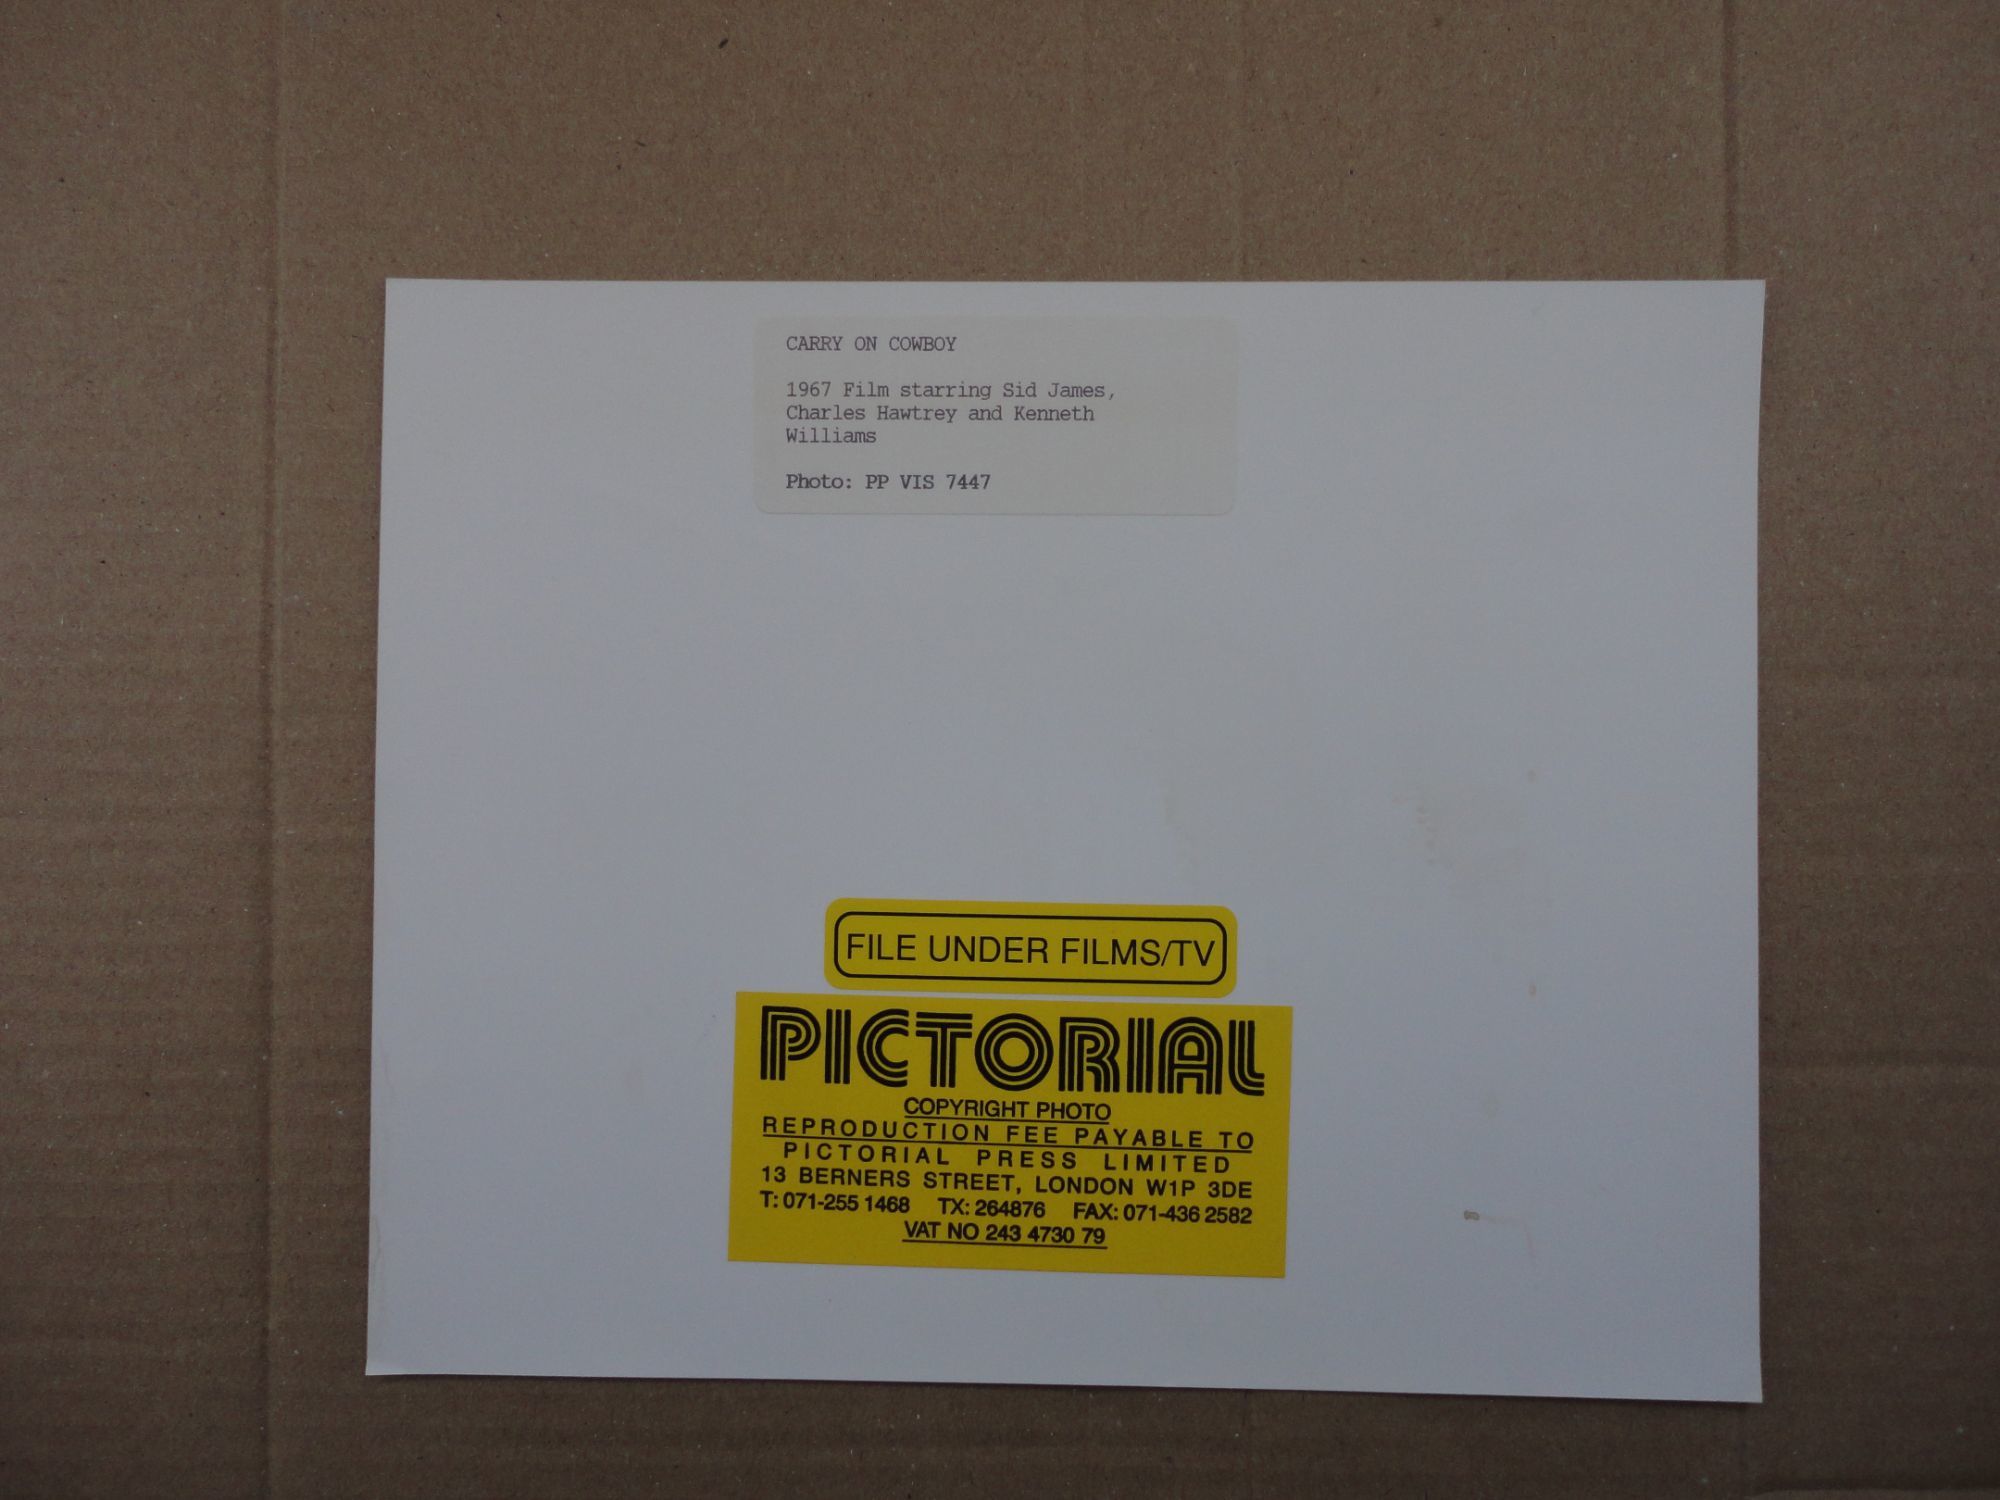 CARRY ON COWBOY
1967 Film starring Sid James,
Charles Hawtrey and Kenneth
Williams
Photo: PP VIS 7447
FILE UNDER FILMS/TV
PICTORIAL
COPYRIGHT PHOTO
REPRODUCTION FEE PAYABLE TO
PICTORIAL PRESS LIMITED
13 BERNERS STREET, LONDON W1P 3DE
T: 071-255 1468 TX: 264876 FAX: 071-436 2582
VAT NO 243 4730 79